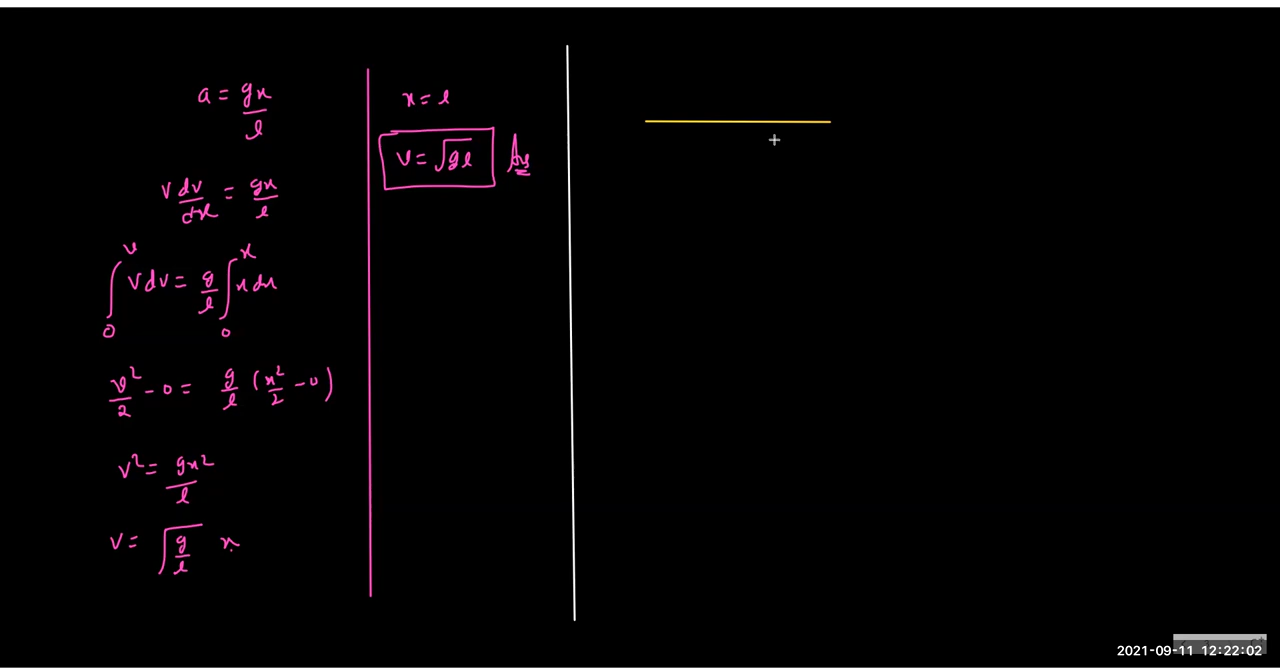 a = gx/l
v dv/dx = gx/l
∫₀^v v dv = g/l ∫₀^x x dx
v²/2 - 0 = g/l (x²/2 - 0)
v² = gx²/l
v = √(g/l) x
x = l
v = √gl Ans
2021-09-11 12:22:02